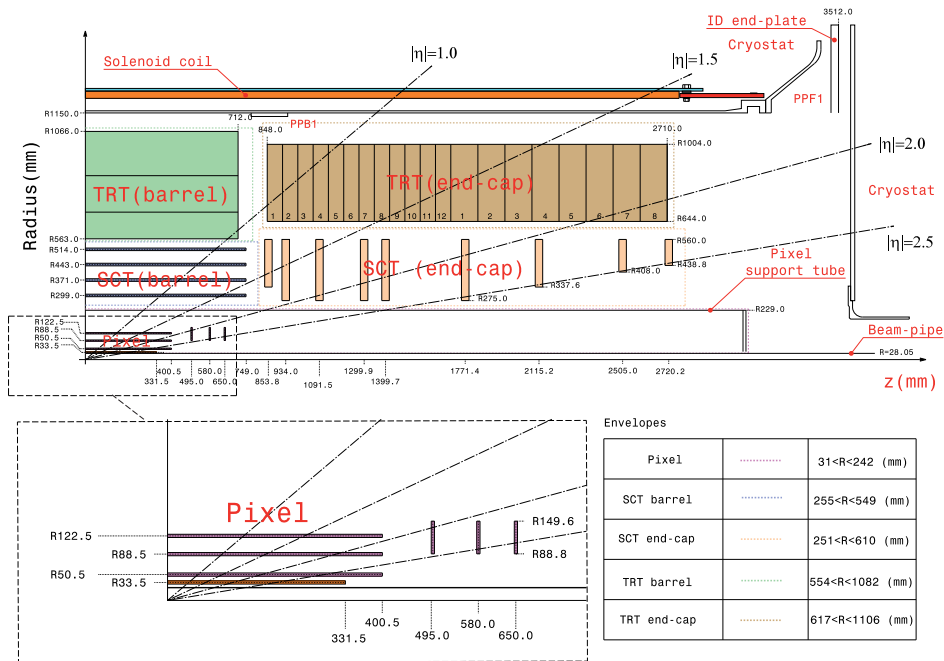 3512.0
ID end-plate
Cryostat
|η|=1.0
|η|=1.5
Solenoid coil
PPF1
R1150.0
712.0
PPB1
848.0
2710.0
R1066.0
R1004.0
|η|=2.0
TRT(barrel)
TRT(end-cap)
Radius(mm)
Cryostat
1 2 3 4 5 6 7 8 9 10 11 12 1 2 3 4 5 6 7 8
R644.0
R563.0
R560.0
|η|=2.5
R514.0
R443.0
R438.8
Pixel
support tube
SCT(barrel)
SCT (end-cap)
R408.0
R371.0
R337.6
R299.0
R275.0
R229.0
R122.5
R88.5
R50.5
R33.5
Pixel
Beam-pipe
R=28.05
400.5 580.0 749.0 934.0 1299.9 1771.4 2115.2 2505.0 2720.2
331.5 495.0 650.0 853.8 1091.5 1399.7
z(mm)
Envelopes
Pixel 31<R<242 (mm)
SCT barrel 255<R<549 (mm)
SCT end-cap 251<R<610 (mm)
TRT barrel 554<R<1082 (mm)
TRT end-cap 617<R<1106 (mm)
Pixel
R122.5
R149.6
R88.5
R88.8
R50.5
R33.5
400.5 580.0
331.5 495.0 650.0